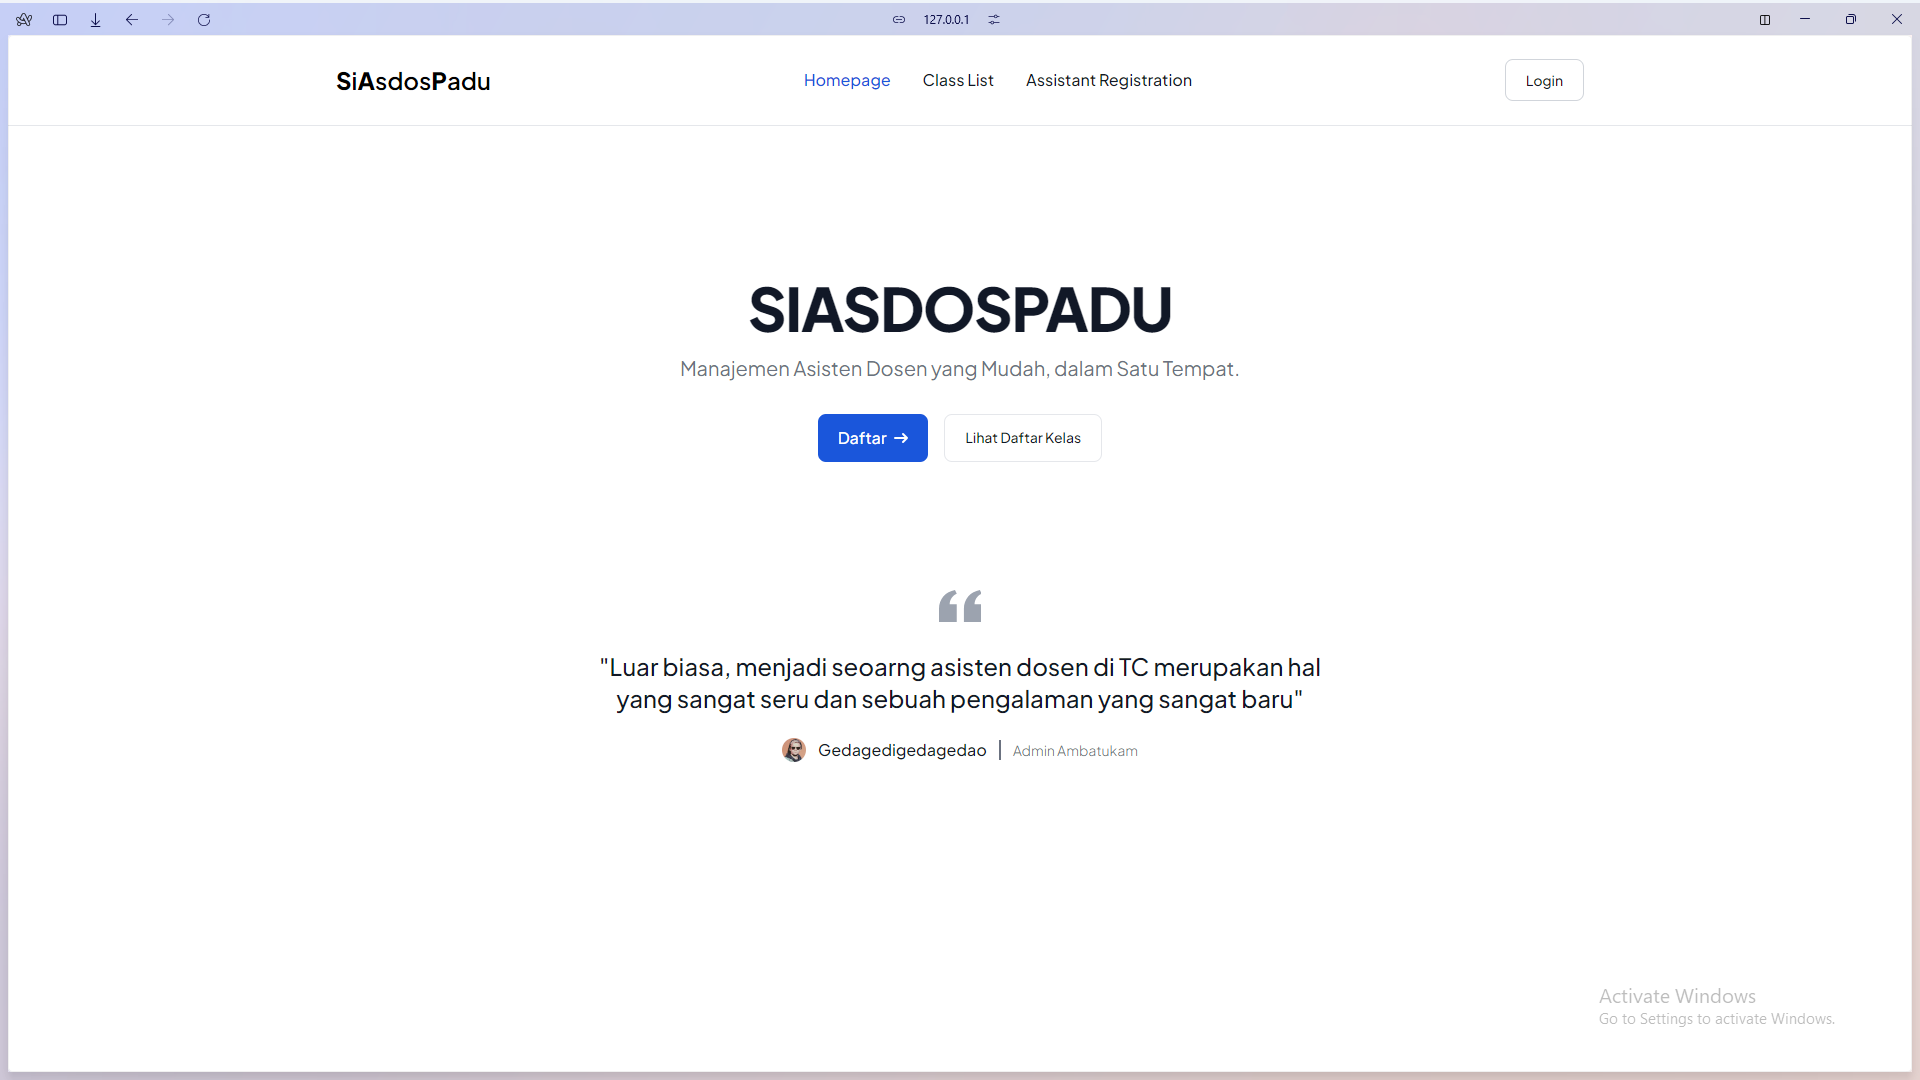 127.0.0.1
SiAsdosPadu
Homepage
Class List
Assistant Registration
Login
SIASDOSPADU
Manajemen Asisten Dosen yang Mudah, dalam Satu Tempat.
Daftar →
Lihat Daftar Kelas
"Luar biasa, menjadi seoarng asisten dosen di TC merupakan hal
yang sangat seru dan sebuah pengalaman yang sangat baru"
Gedagedigedagedao
Admin Ambatukam
Activate Windows
Go to Settings to activate Windows.